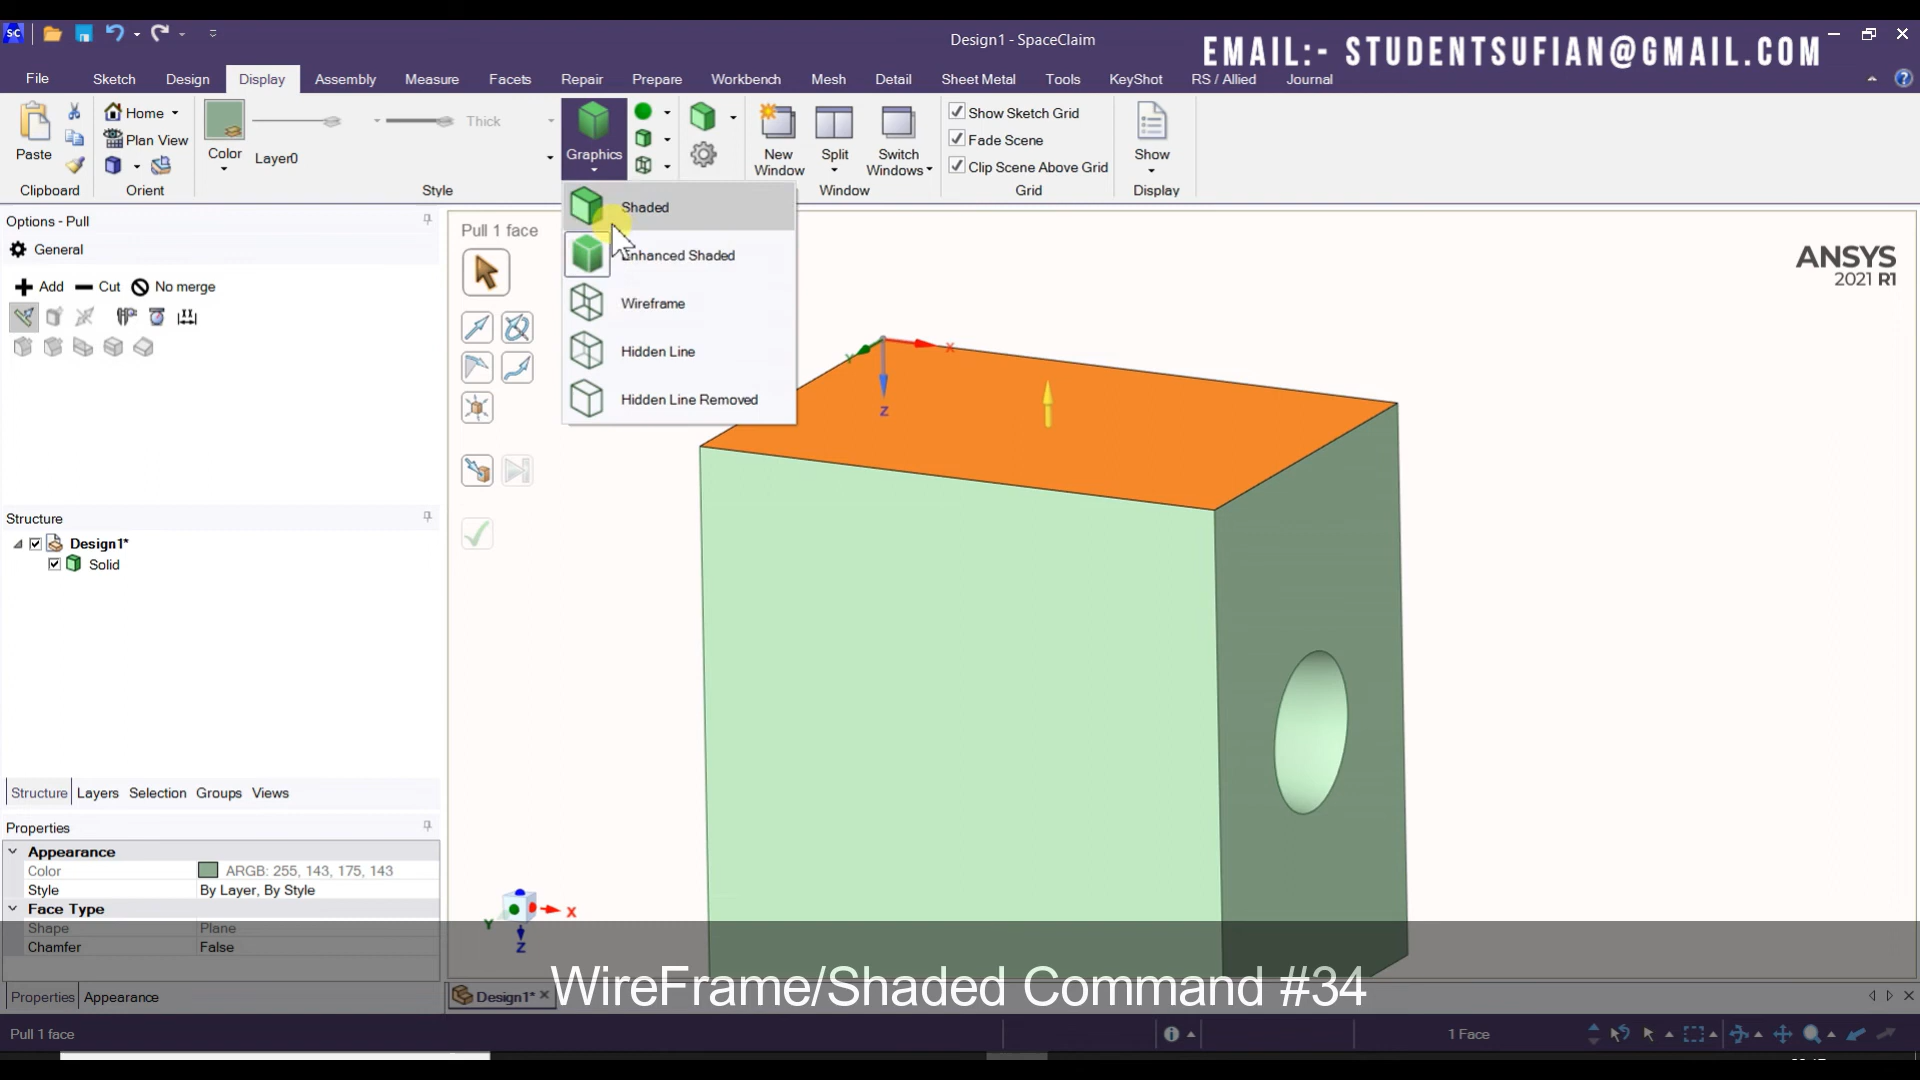 Design1 - SpaceClaim
EMAIL:- STUDENTSUFIAN@GMAIL.COM
File Sketch Design Display Assembly Measure Facets Repair Prepare Workbench Mesh Detail Sheet Metal Tools KeyShot RS / Allied Journal
Paste
Clipboard
Home
Plan View
Orient
Color
Layer0
Thick
Style
Graphics
New Window
Split
Switch Windows
Window
Show Sketch Grid
Fade Scene
Clip Scene Above Grid
Grid
Show
Display
Shaded
Enhanced Shaded
Wireframe
Hidden Line
Hidden Line Removed
Options - Pull
General
Add Cut No merge
Pull 1 face
ANSYS
2021 R1
X
Y
Z
Structure
Design1*
Solid
Structure Layers Selection Groups Views
Properties
Appearance
Color ARGB: 255, 143, 175, 143
Style By Layer, By Style
Face Type
Shape Plane
Chamfer False
X
Y
Z
Properties Appearance
Design1*
WireFrame/Shaded Command #34
Pull 1 face
1 Face